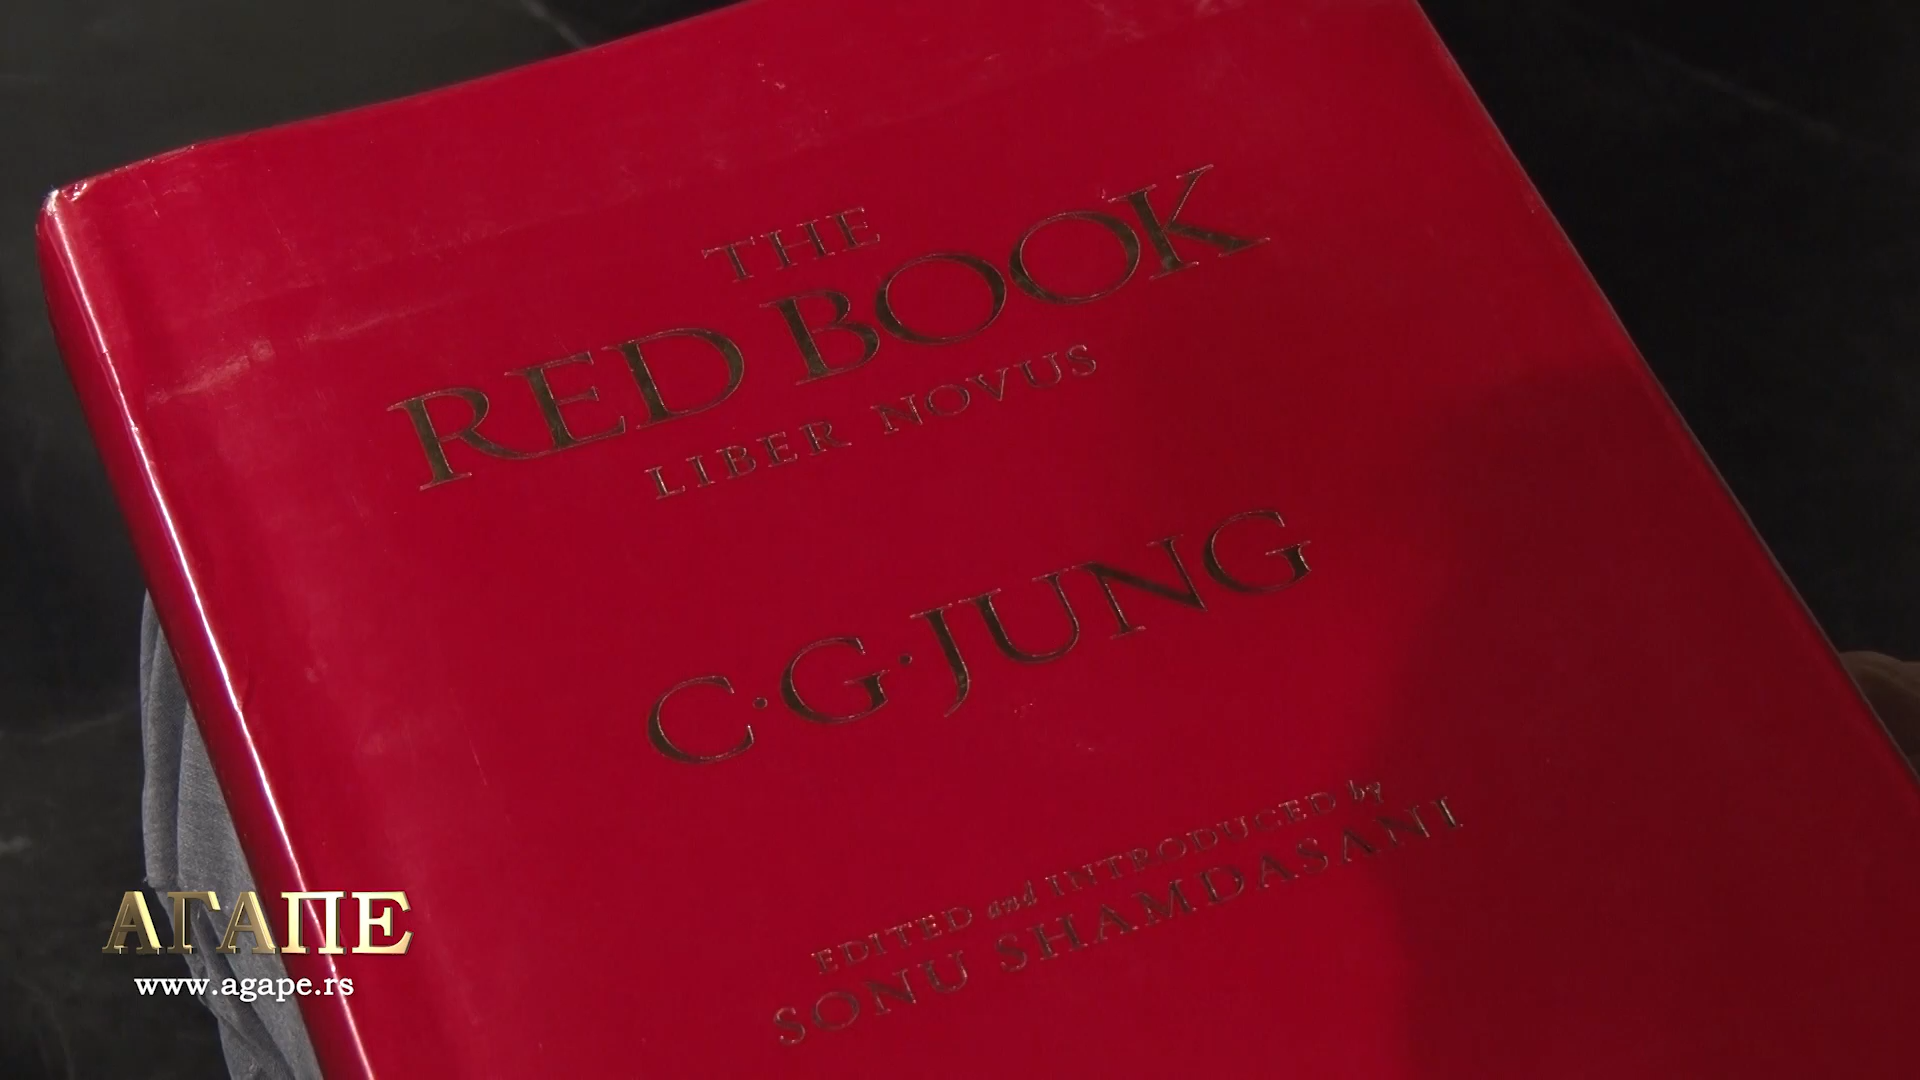 THE
RED BOOK
LIBER NOVUS
C·G·JUNG
EDITED and INTRODUCED by
SONU SHAMDASANI
АГАПЕ
www.agape.rs